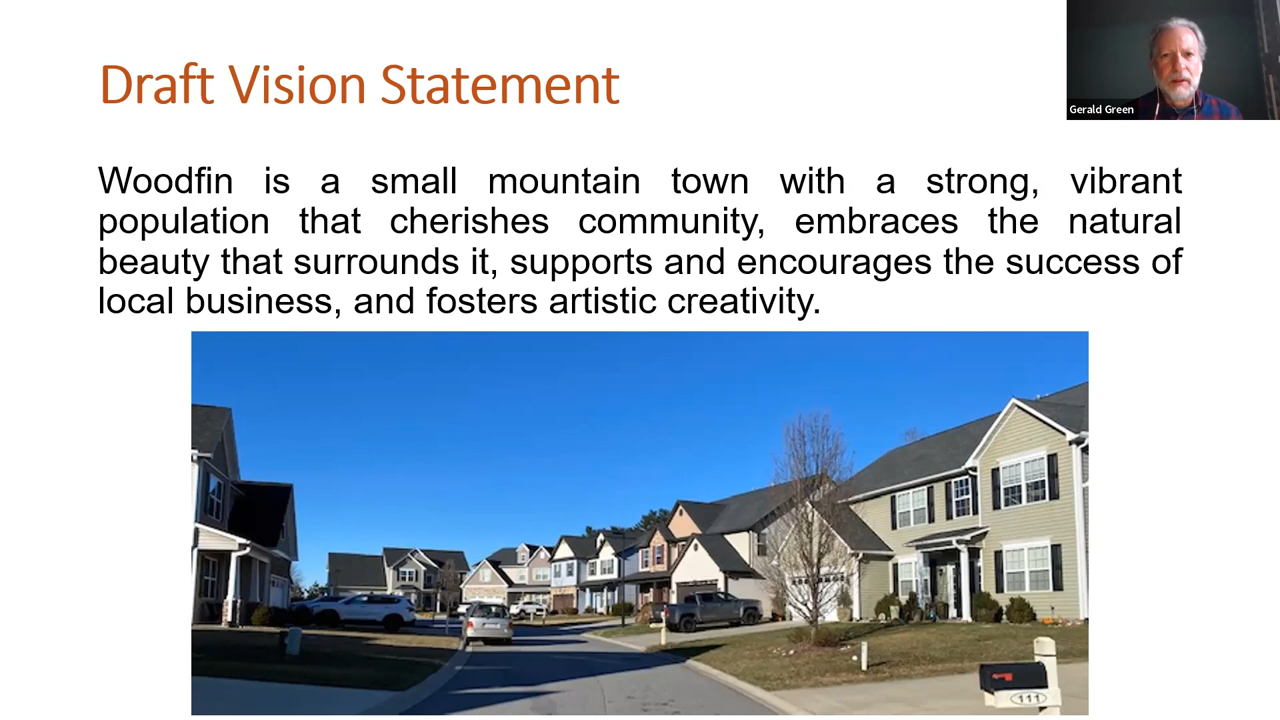 Draft Vision Statement
Gerald Green
Woodfin is a small mountain town with a strong, vibrant
population that cherishes community, embraces the natural
beauty that surrounds it, supports and encourages the success of
local business, and fosters artistic creativity.
111